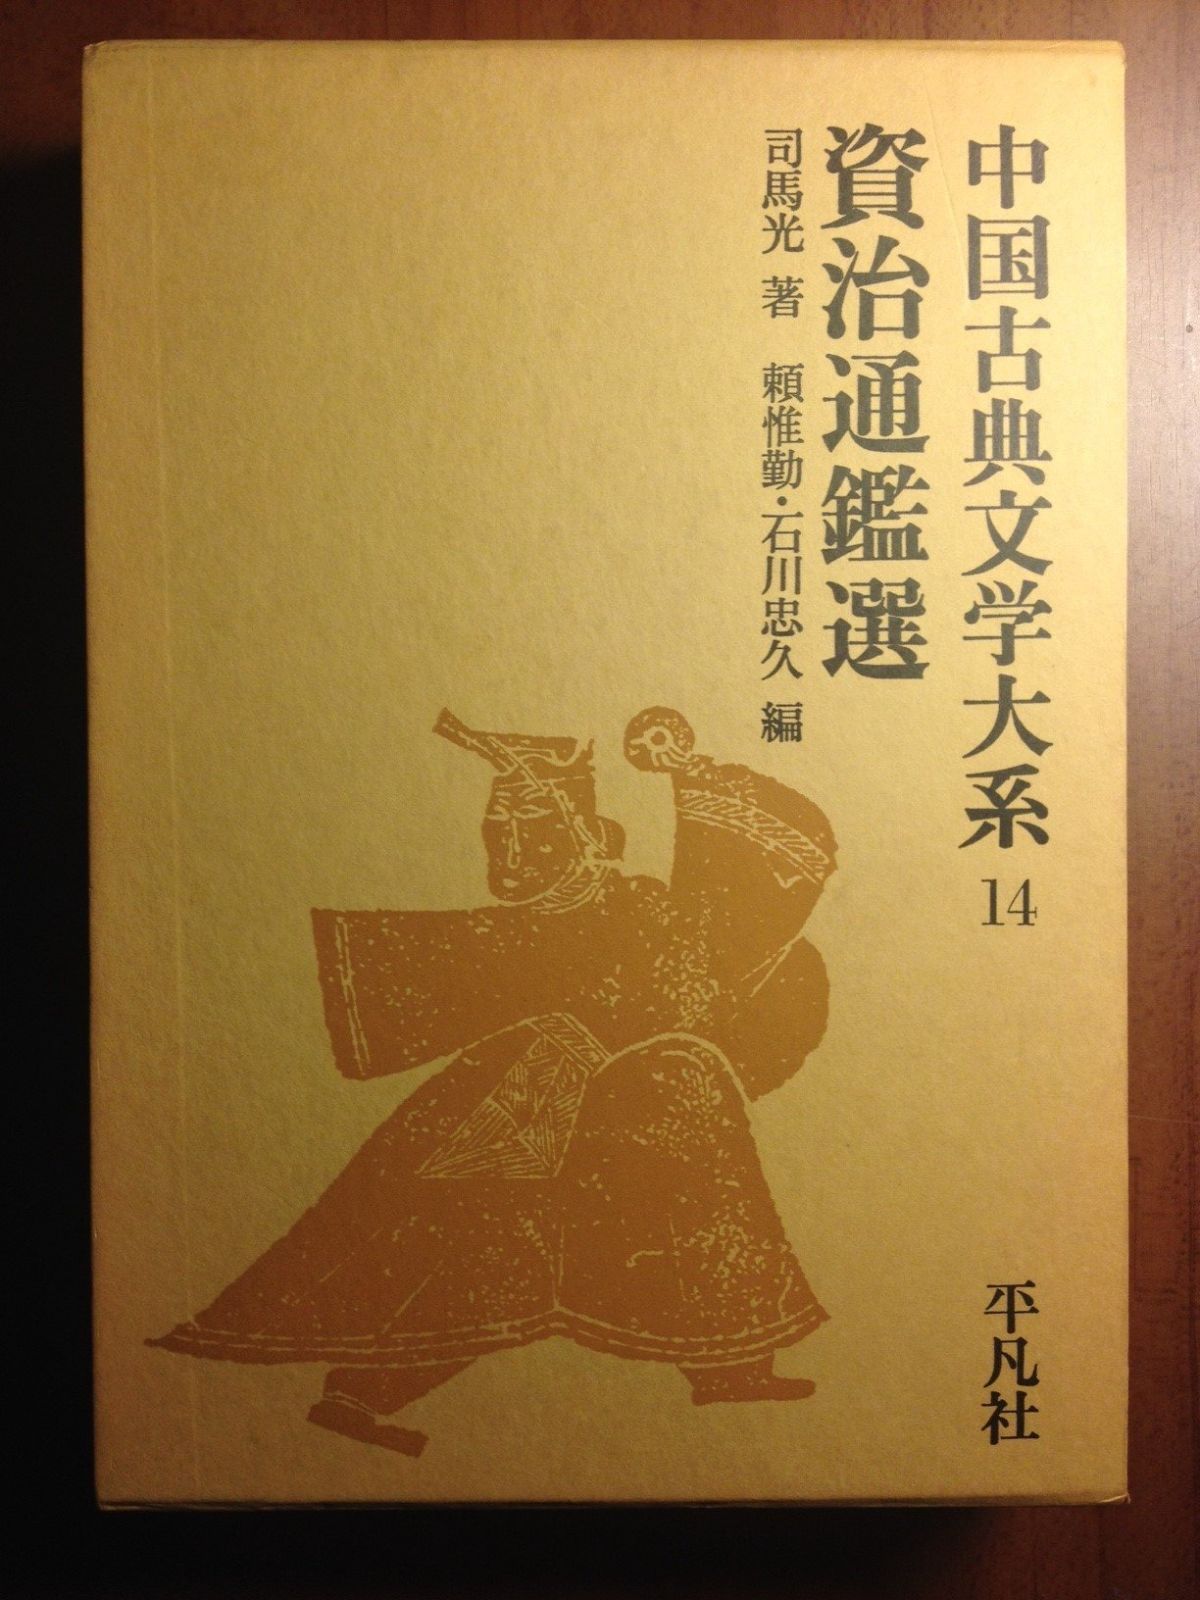 中国古典文学大系 14
資治通鑑選
司馬光 著 頼惟勤・石川忠久 編
平凡社